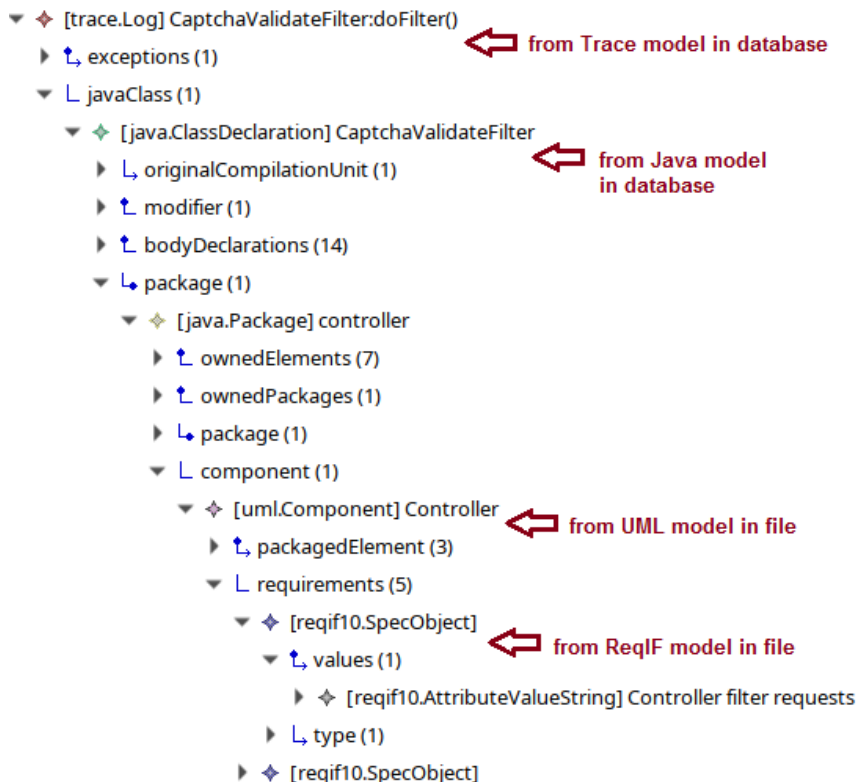 [trace.Log] CaptchaValidateFilter:doFilter()
from Trace model in database
exceptions (1)
javaClass (1)
[java.ClassDeclaration] CaptchaValidateFilter
from Java model
in database
originalCompilationUnit (1)
modifier (1)
bodyDeclarations (14)
package (1)
[java.Package] controller
ownedElements (7)
ownedPackages (1)
package (1)
component (1)
[uml.Component] Controller
from UML model in file
packagedElement (3)
requirements (5)
[reqif10.SpecObject]
from ReqIF model in file
values (1)
[reqif10.AttributeValueString] Controller filter requests
type (1)
[reqif10.SpecObject]